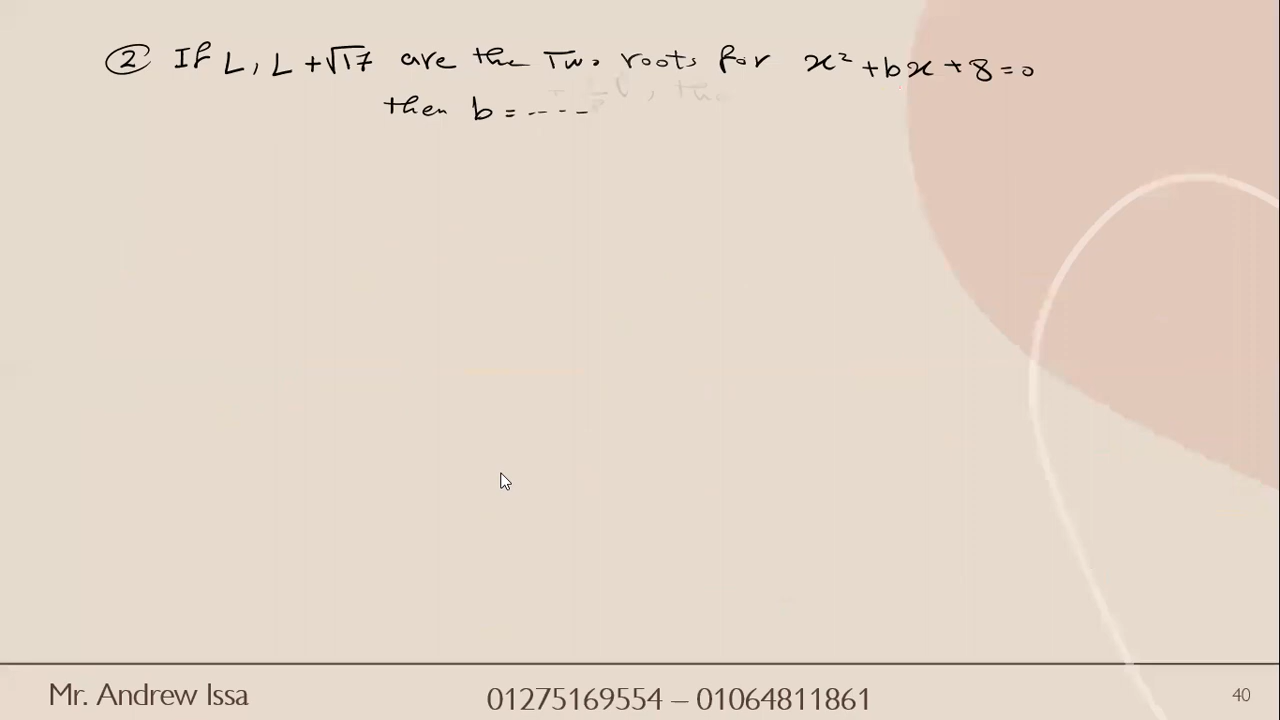 ② If L, L + √17 are the Two roots for x² + bx + 8 = 0
then b = ----
Mr. Andrew Issa
01275169554 – 01064811861
40